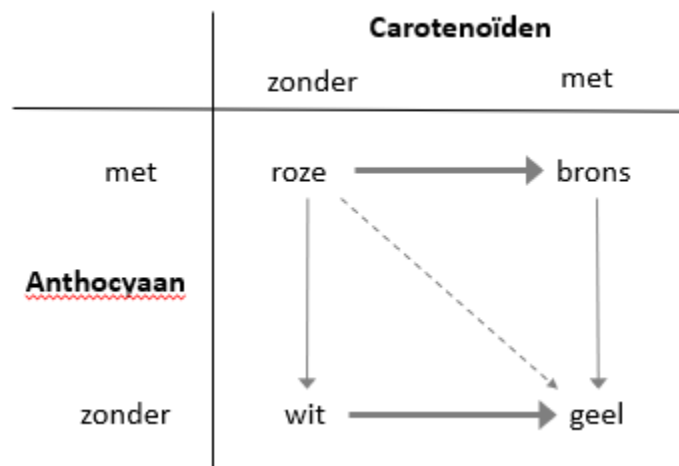 Carotenoïden
zonder met
met roze brons
Anthocyaan
zonder wit geel